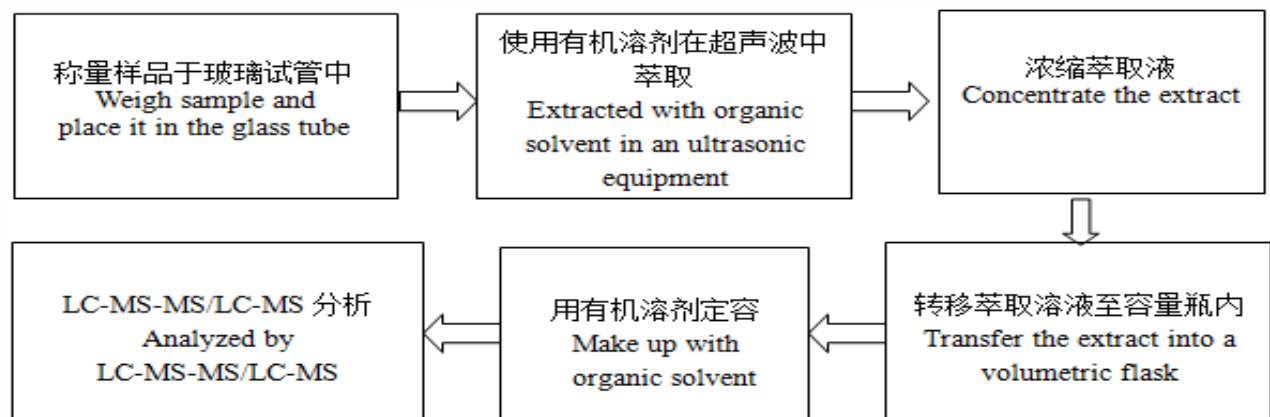 称量样品于玻璃试管中
Weigh sample and
place it in the glass tube
使用有机溶剂在超声波中
萃取
Extracted with organic
solvent in an ultrasonic
equipment
浓缩萃取液
Concentrate the extract
转移萃取溶液至容量瓶内
Transfer the extract into a
volumetric flask
用有机溶剂定容
Make up with
organic solvent
LC-MS-MS/LC-MS 分析
Analyzed by
LC-MS-MS/LC-MS